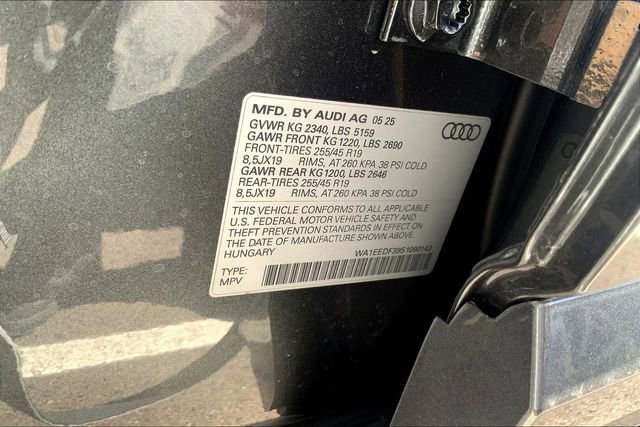 MFD. BY AUDI AG 05 25
GVWR KG 2340, LBS 5159
GAWR FRONT KG 1220, LBS 2690
FRONT-TIRES 255/45 R19
8,5JX19 RIMS, AT 260 KPA 38 PSI COLD
GAWR REAR KG1200, LBS 2646
REAR-TIRES 255/45 R19
8,5JX19 RIMS, AT 260 KPA 38 PSI COLD
THIS VEHICLE CONFORMS TO ALL APPLICABLE
U.S. FEDERAL MOTOR VEHICLE SAFETY AND
THEFT PREVENTION STANDARDS IN EFFECT ON
THE DATE OF MANUFACTURE SHOWN ABOVE.
HUNGARY
WA1EEDF39S1090143
TYPE:
MPV